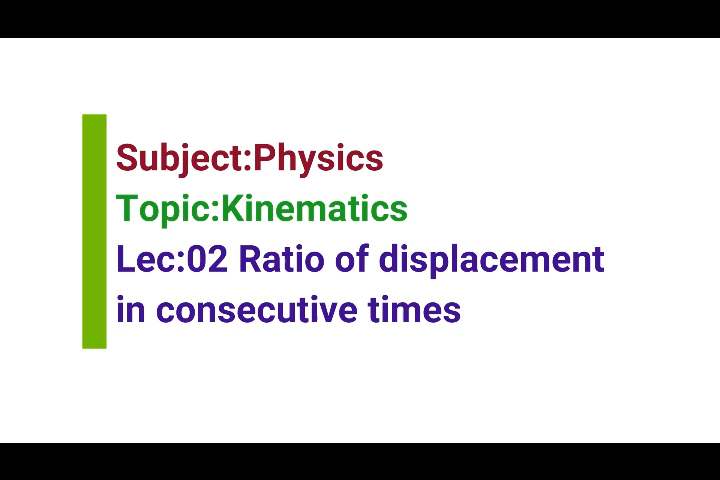 Subject:Physics
Topic:Kinematics
Lec:02 Ratio of displacement
in consecutive times